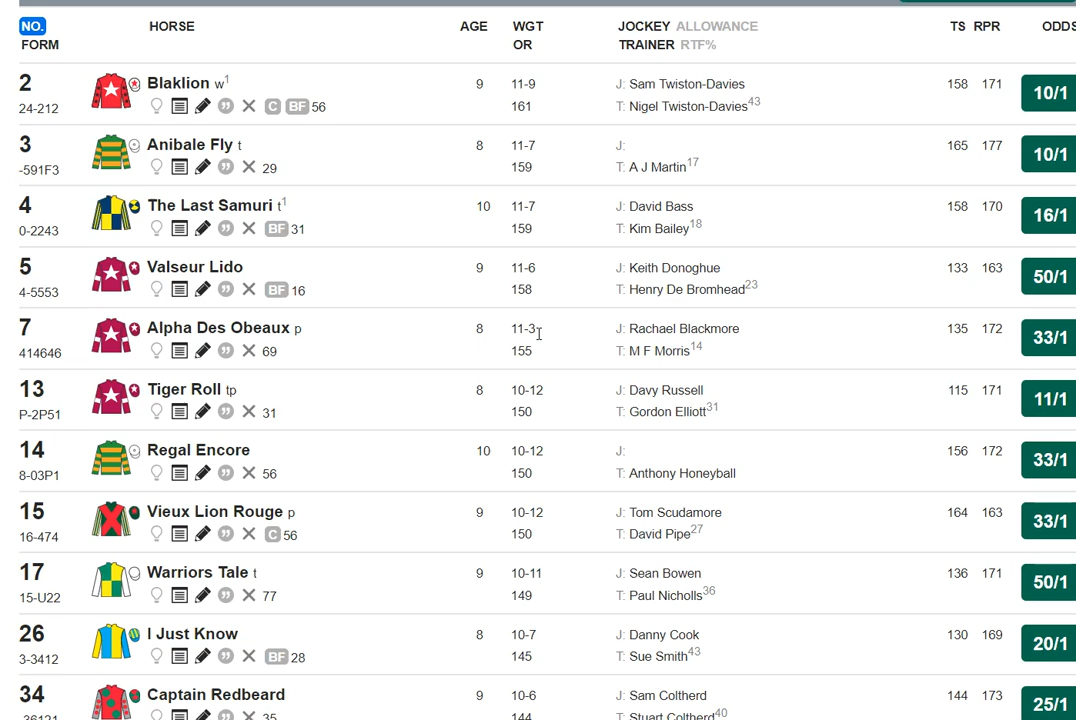 NO. HORSE AGE WGT JOCKEY ALLOWANCE TS RPR ODDS
FORM OR TRAINER RTF%
2 Blaklion w1 9 11-9 J: Sam Twiston-Davies 158 171 10/1
24-212 C BF 56 161 T: Nigel Twiston-Davies43
3 Anibale Fly t 8 11-7 J: 165 177 10/1
-591F3 29 159 T: A J Martin17
4 The Last Samuri t1 10 11-7 J: David Bass 158 170 16/1
0-2243 BF 31 159 T: Kim Bailey18
5 Valseur Lido 9 11-6 J: Keith Donoghue 133 163 50/1
4-5553 BF 16 158 T: Henry De Bromhead23
7 Alpha Des Obeaux p 8 11-3 J: Rachael Blackmore 135 172 33/1
414646 69 155 T: M F Morris14
13 Tiger Roll tp 8 10-12 J: Davy Russell 115 171 11/1
P-2P51 31 150 T: Gordon Elliott31
14 Regal Encore 10 10-12 J: 156 172 33/1
8-03P1 56 150 T: Anthony Honeyball
15 Vieux Lion Rouge p 9 10-12 J: Tom Scudamore 164 163 33/1
16-474 C 56 150 T: David Pipe27
17 Warriors Tale t 9 10-11 J: Sean Bowen 136 171 50/1
15-U22 77 149 T: Paul Nicholls36
26 I Just Know 8 10-7 J: Danny Cook 130 169 20/1
3-3412 BF 28 145 T: Sue Smith43
34 Captain Redbeard 9 10-6 J: Sam Coltherd 144 173 25/1
-36121 35 144 T: Stuart Coltherd40